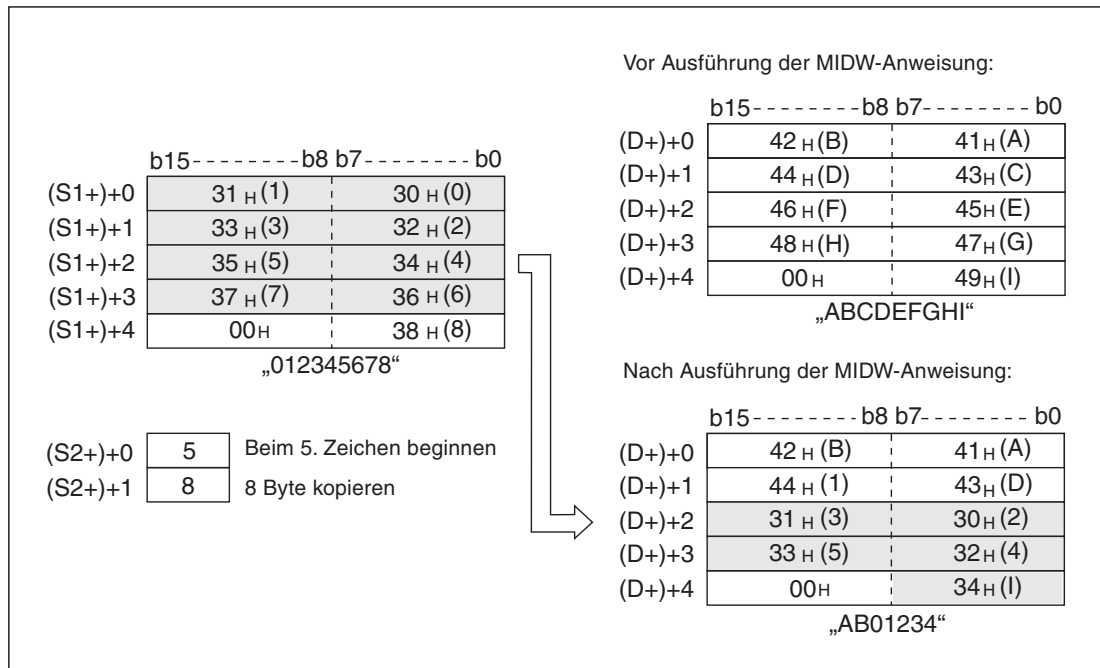 Vor Ausführung der MIDW-Anweisung:
b15--------b8 b7--------b0
(D+)+0 42 H (B) 41 H (A)
(D+)+1 44 H (D) 43 H (C)
(D+)+2 46 H (F) 45 H (E)
(D+)+3 48 H (H) 47 H (G)
(D+)+4 00 H 49 H (I)
„ABCDEFGHI“
b15--------b8 b7--------b0
(S1+)+0 31 H (1) 30 H (0)
(S1+)+1 33 H (3) 32 H (2)
(S1+)+2 35 H (5) 34 H (4)
(S1+)+3 37 H (7) 36 H (6)
(S1+)+4 00H 38 H (8)
„012345678“
(S2+)+0 5 Beim 5. Zeichen beginnen
(S2+)+1 8 8 Byte kopieren
Nach Ausführung der MIDW-Anweisung:
b15--------b8 b7--------b0
(D+)+0 42 H (B) 41 H (A)
(D+)+1 44 H (1) 43 H (D)
(D+)+2 31 H (3) 30 H (2)
(D+)+3 33 H (5) 32 H (4)
(D+)+4 00H 34 H (I)
„AB01234“